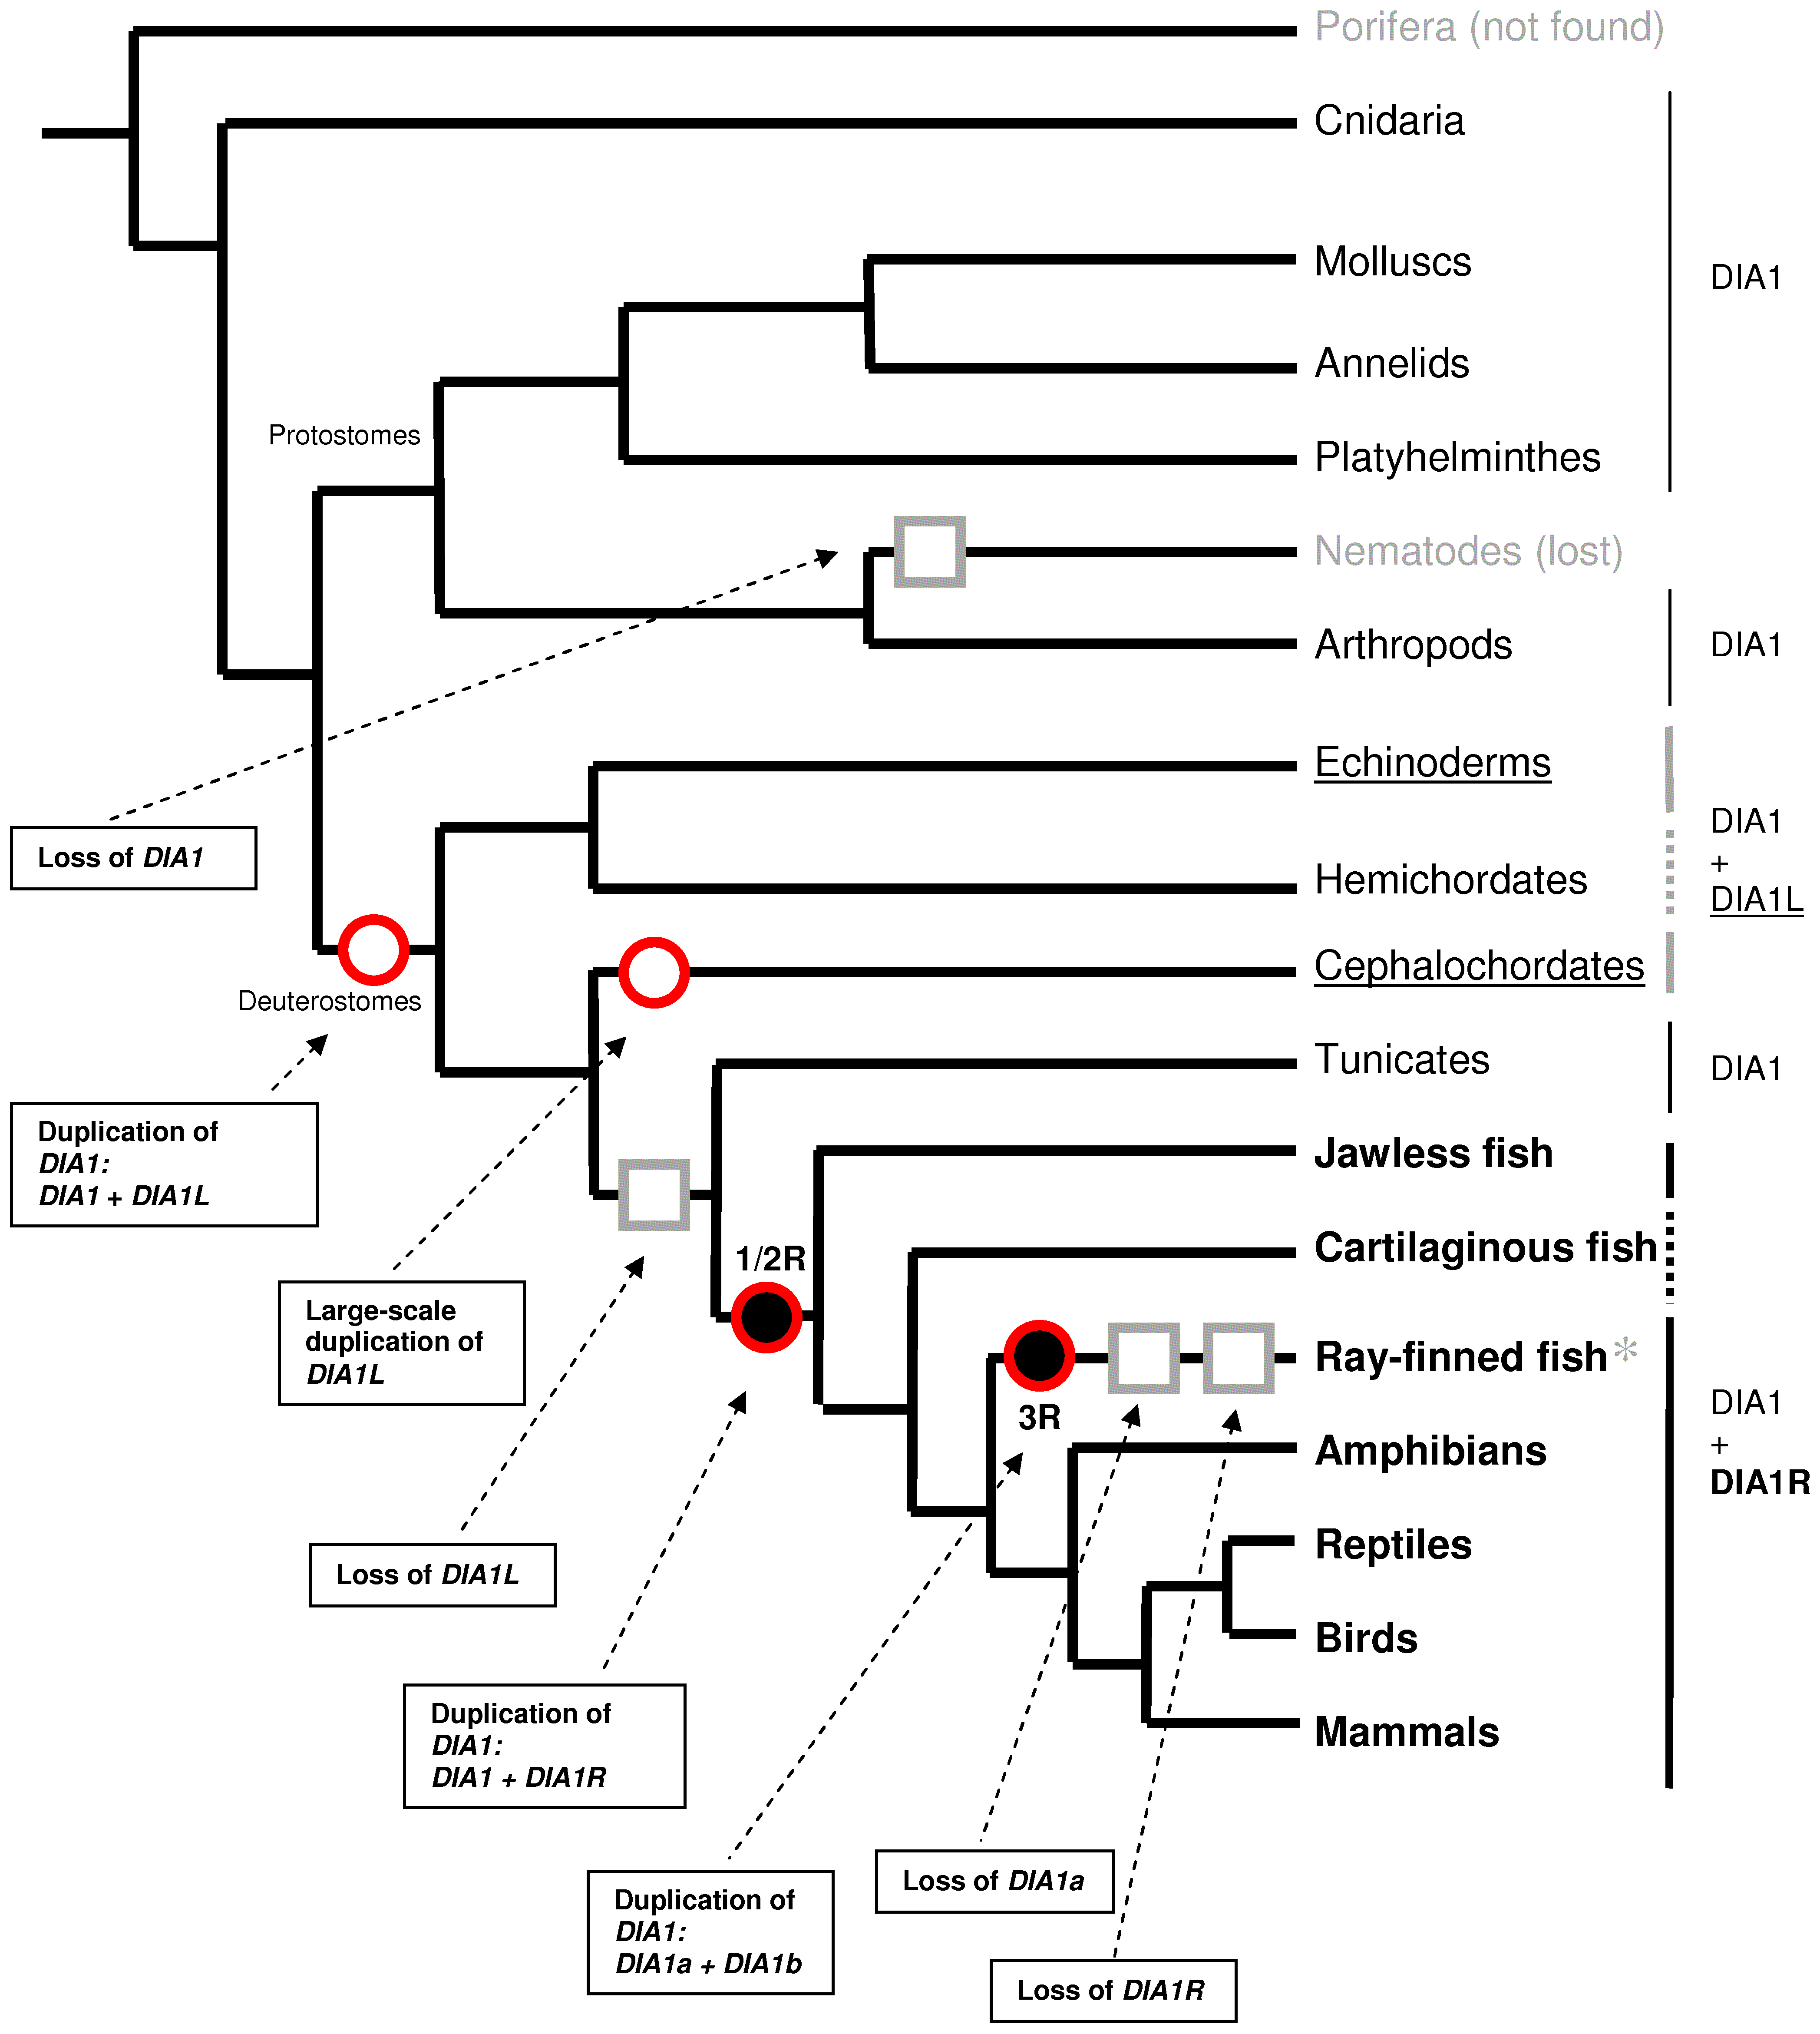 Porifera (not found)
Cnidaria
Molluscs
DIA1
Annelids
Protostomes
Platyhelminthes
Nematodes (lost)
Arthropods
DIA1
Echinoderms
DIA1
+
DIA1L
Loss of DIA1
Hemichordates
Cephalochordates
Deuterostomes
Tunicates
DIA1
Duplication of
DIA1:
DIA1 + DIA1L
Jawless fish
1/2R
Cartilaginous fish
Large-scale
duplication of
DIA1L
Ray-finned fish*
3R
DIA1
+
DIA1R
Amphibians
Reptiles
Loss of DIA1L
Birds
Mammals
Duplication of
DIA1:
DIA1 + DIA1R
Loss of DIA1a
Duplication of
DIA1:
DIA1a + DIA1b
Loss of DIA1R